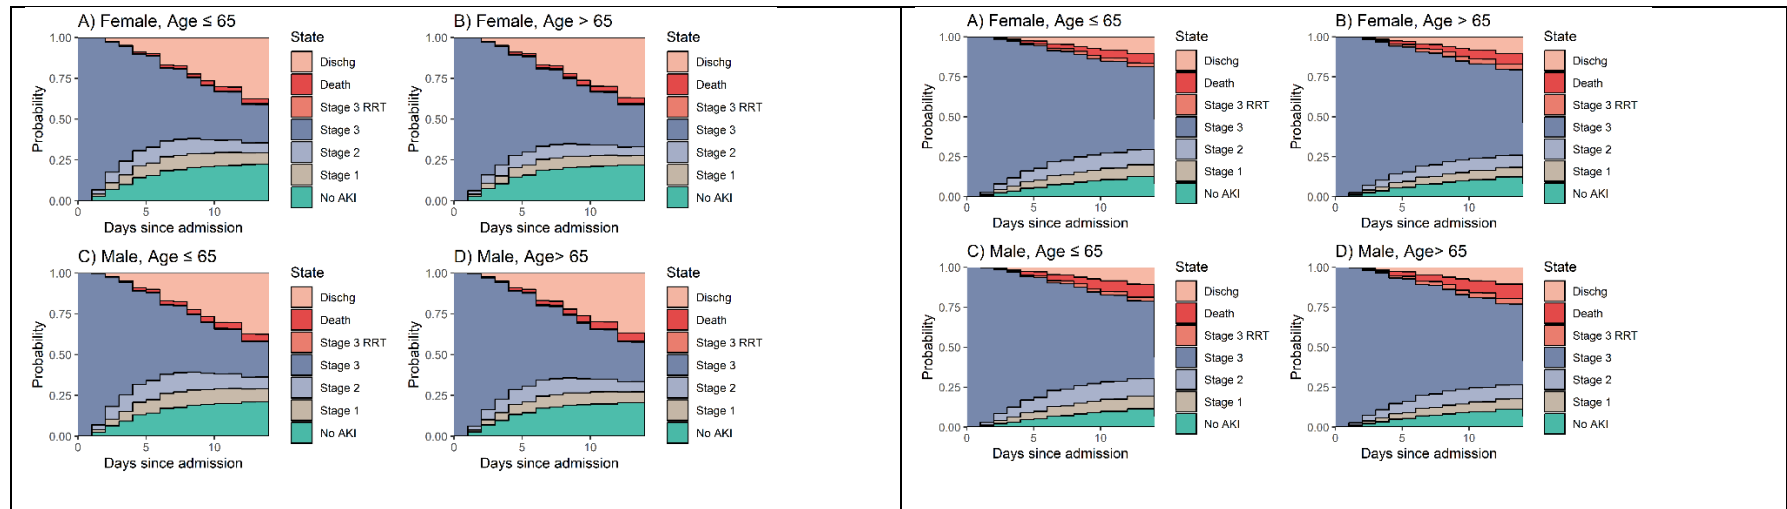 A) Female, Age ≤ 65
Probability
1.00
0.75
0.50
0.25
0.00
0
5
10
Days since admission
State
Dischg
Death
Stage 3 RRT
Stage 3
Stage 2
Stage 1
No AKI
B) Female, Age > 65
Probability
1.00
0.75
0.50
0.25
0.00
0
5
10
Days since admission
State
Dischg
Death
Stage 3 RRT
Stage 3
Stage 2
Stage 1
No AKI
C) Male, Age ≤ 65
Probability
1.00
0.75
0.50
0.25
0.00
0
5
10
Days since admission
State
Dischg
Death
Stage 3 RRT
Stage 3
Stage 2
Stage 1
No AKI
D) Male, Age> 65
Probability
1.00
0.75
0.50
0.25
0.00
0
5
10
Days since admission
State
Dischg
Death
Stage 3 RRT
Stage 3
Stage 2
Stage 1
No AKI
A) Female, Age ≤ 65
Probability
1.00
0.75
0.50
0.25
0.00
0
5
10
Days since admission
State
Dischg
Death
Stage 3 RRT
Stage 3
Stage 2
Stage 1
No AKI
B) Female, Age > 65
Probability
1.00
0.75
0.50
0.25
0.00
0
5
10
Days since admission
State
Dischg
Death
Stage 3 RRT
Stage 3
Stage 2
Stage 1
No AKI
C) Male, Age ≤ 65
Probability
1.00
0.75
0.50
0.25
0.00
0
5
10
Days since admission
State
Dischg
Death
Stage 3 RRT
Stage 3
Stage 2
Stage 1
No AKI
D) Male, Age> 65
Probability
1.00
0.75
0.50
0.25
0.00
0
5
10
Days since admission
State
Dischg
Death
Stage 3 RRT
Stage 3
Stage 2
Stage 1
No AKI